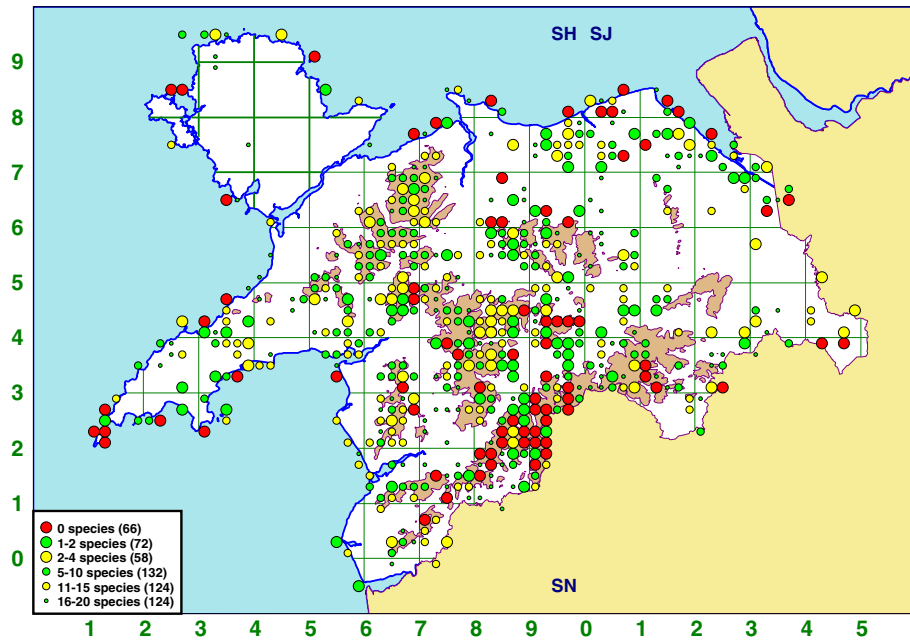 SH SJ
9
8
7
6
5
4
3
2
1
0
0 species (66)
1-2 species (72)
2-4 species (58)
5-10 species (132)
11-15 species (124)
16-20 species (124)
SN
1 2 3 4 5 6 7 8 9 0 1 2 3 4 5